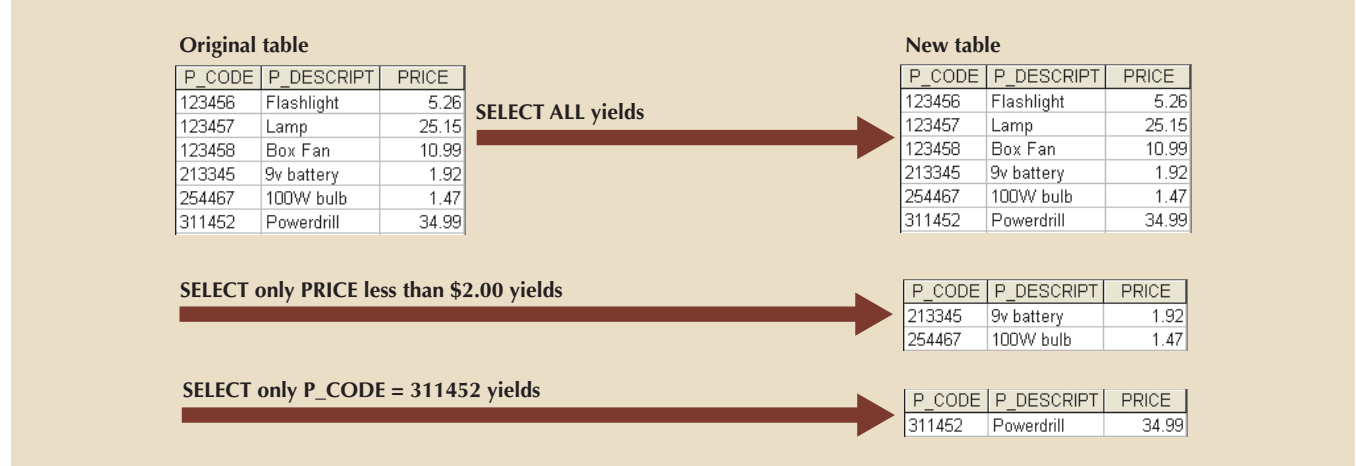 Original table
P_CODE P_DESCRIPT PRICE
123456 Flashlight 5.26
123457 Lamp 25.15
123458 Box Fan 10.99
213345 9v battery 1.92
254467 100W bulb 1.47
311452 Powerdrill 34.99
SELECT ALL yields
New table
P_CODE P_DESCRIPT PRICE
123456 Flashlight 5.26
123457 Lamp 25.15
123458 Box Fan 10.99
213345 9v battery 1.92
254467 100W bulb 1.47
311452 Powerdrill 34.99
SELECT only PRICE less than $2.00 yields
P_CODE P_DESCRIPT PRICE
213345 9v battery 1.92
254467 100W bulb 1.47
SELECT only P_CODE = 311452 yields
P_CODE P_DESCRIPT PRICE
311452 Powerdrill 34.99